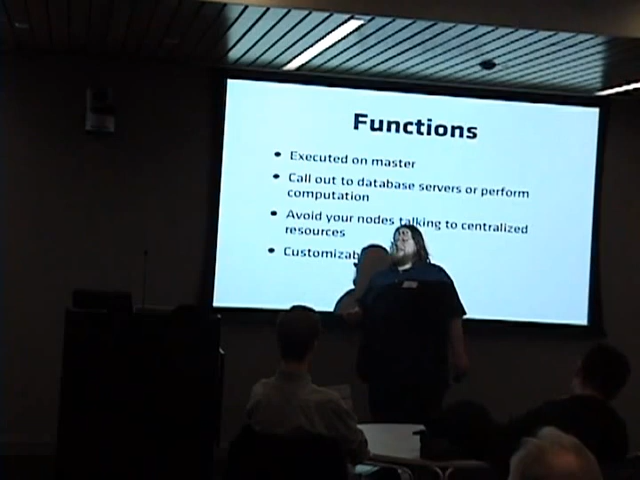 Functions
Executed on master
Call out to database servers or perform
computation
Avoid your nodes talking to centralized
resources